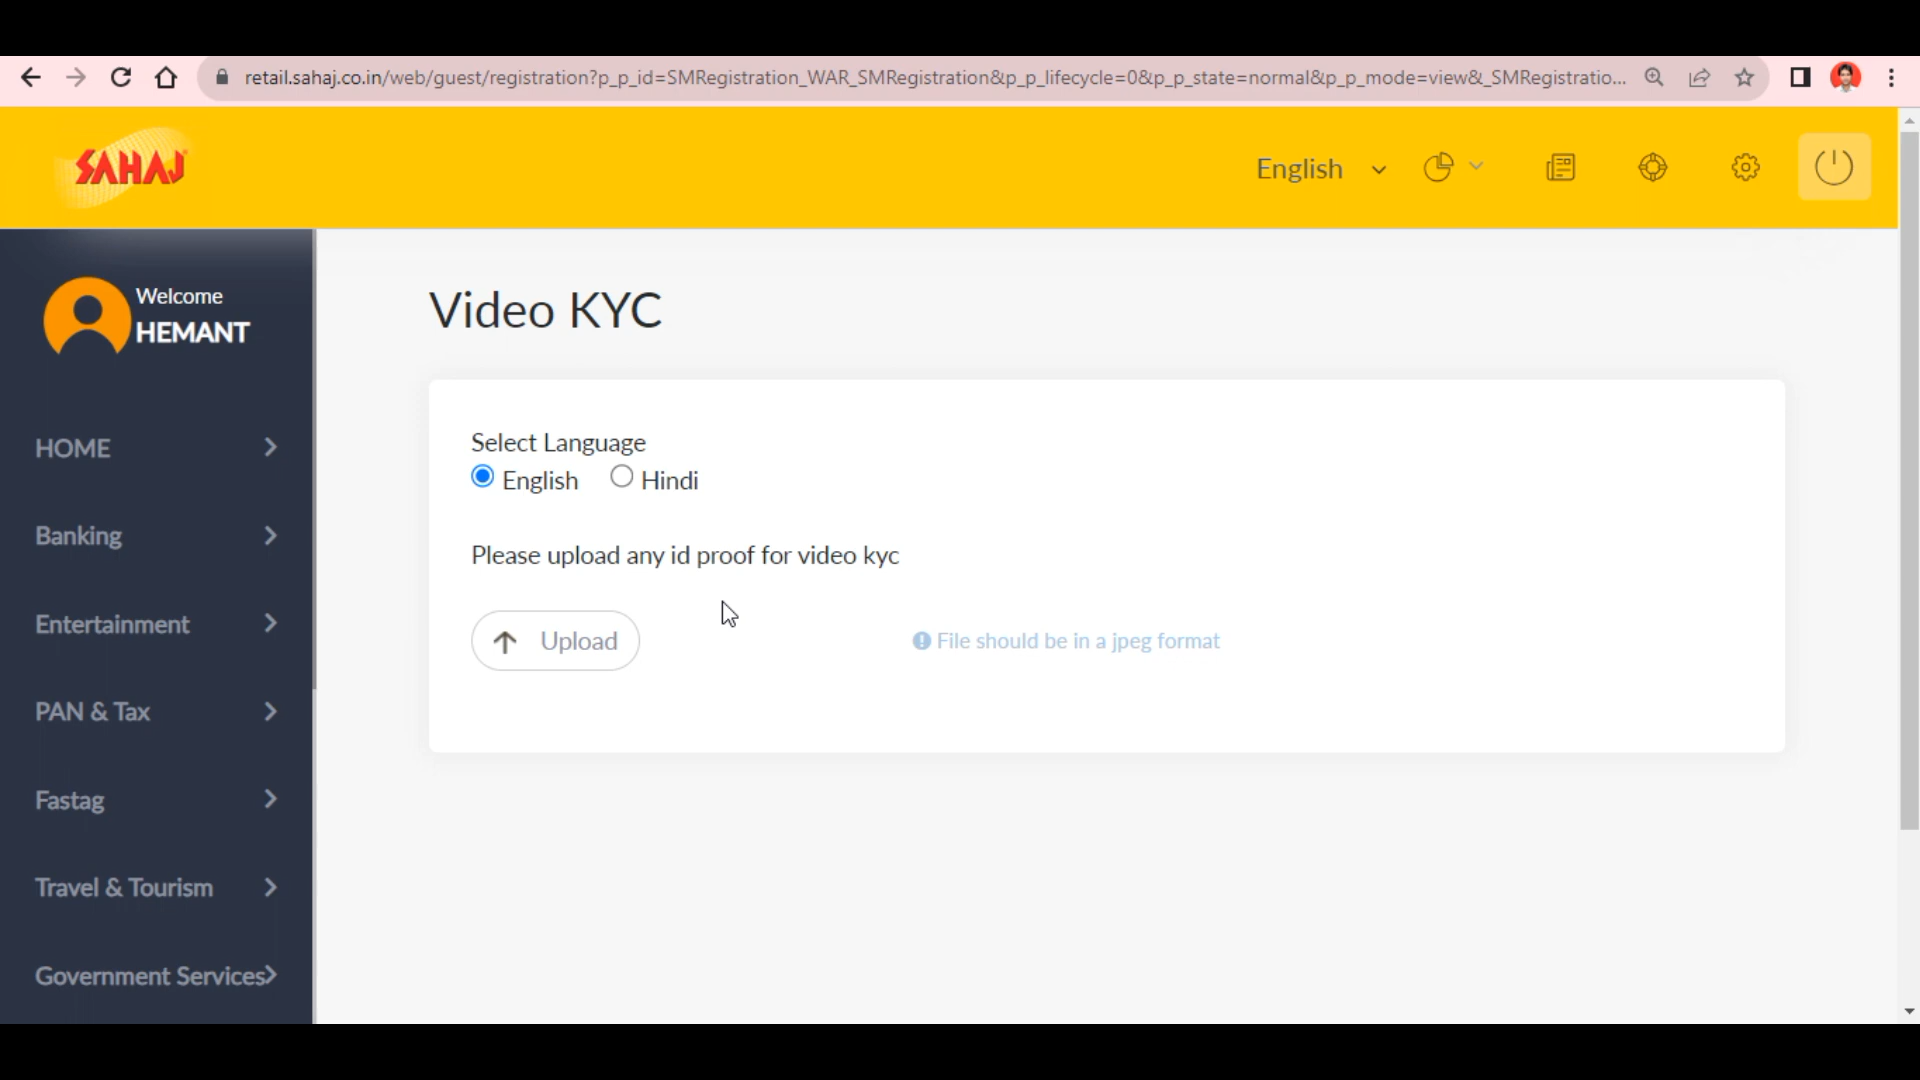 retail.sahaj.co.in/web/guest/registration?p_p_id=SMRegistration_WAR_SMRegistration&p_p_lifecycle=0&p_p_state=normal&p_p_mode=view&_SMRegistratio...
SAHAJ
English
Welcome
HEMANT
HOME
Banking
Entertainment
PAN & Tax
Fastag
Travel & Tourism
Government Services
Video KYC
Select Language
English Hindi
Please upload any id proof for video kyc
Upload
File should be in a jpeg format